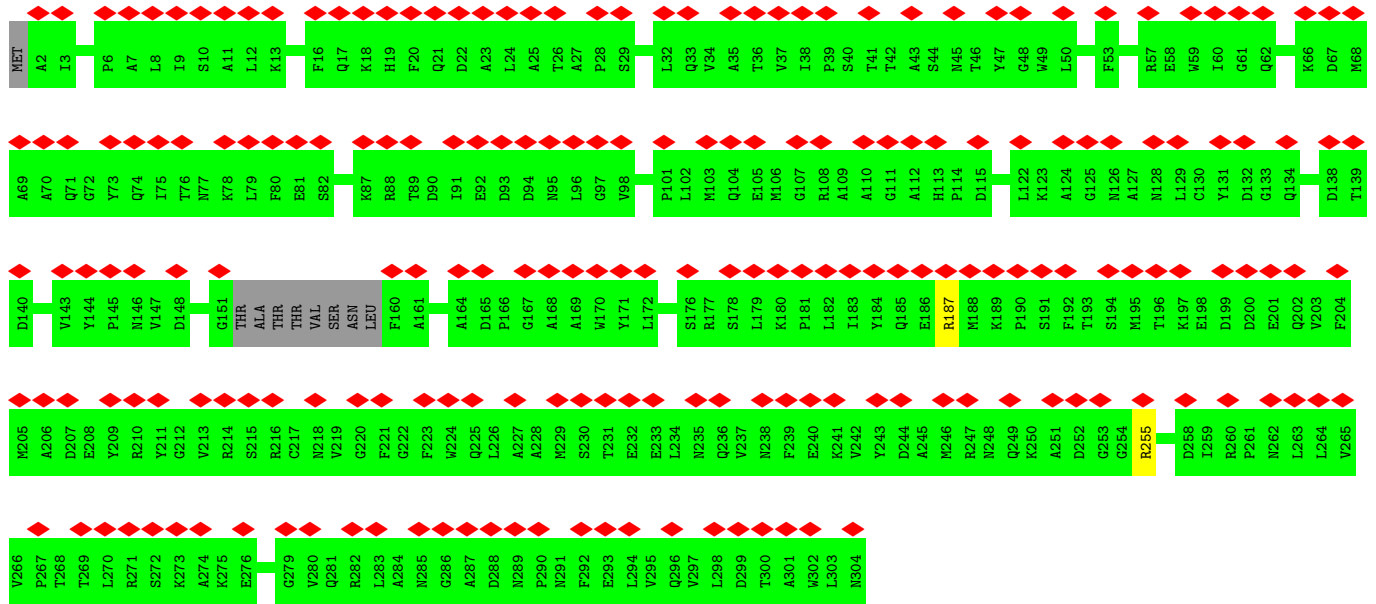 MET A2 I3 P6 A7 L8 I9 S10 A11 L12 K13 F16 Q17 K18 H19 F20 Q21 D22 A23 L24 A25 T26 A27 P28 S29 L32 Q33 V34 A35 T36 V37 I38 P39 S40 T41 T42 A43 S44 N45 T46 Y47 G48 W49 L50 F53 R57 E58 W59 I60 G61 Q62 K66 D67 M68
A69 A70 Q71 G72 Y73 Q74 I75 T76 N77 K78 L79 F80 E81 S82 K87 R88 T89 D90 I91 E92 D93 D94 N95 L96 G97 V98 P101 L102 M103 Q104 E105 M106 G107 R108 A109 A110 G111 A112 H113 P114 D115 L122 K123 A124 G125 N126 A127 N128 L129 C130 Y131 D132 G133 Q134 D138 T139
D140 V143 Y144 P145 N146 V147 D148 G151 THR ALA THR THR VAL SER ASN LEU F160 A161 A164 D165 P166 G167 A168 A169 W170 Y171 L172 S176 R177 S178 L179 K180 P181 L182 I183 Y184 Q185 E186 R187 M188 K189 P190 S191 F192 T193 S194 M195 T196 K197 E198 D199 D200 E201 Q202 V203 F204
M205 A206 D207 E208 Y209 R210 Y211 G212 V213 R214 S215 R216 C217 N218 V219 G220 F221 G222 F223 W224 Q225 L226 A227 A228 M229 S230 T231 E232 E233 L234 N235 Q236 V237 N238 F239 E240 K241 V242 Y243 D244 A245 M246 R247 N248 Q249 K250 A251 D252 G253 G254 R255 D258 I259 R260 P261 N262 L263 L264 V265
V266 P267 T268 T269 L270 R271 S272 K273 A274 K275 E276 G279 V280 Q281 R282 L283 A284 N285 G286 A287 D288 N289 P290 N291 F292 E293 L294 V295 Q296 V297 L298 D299 T300 A301 W302 L303 N304